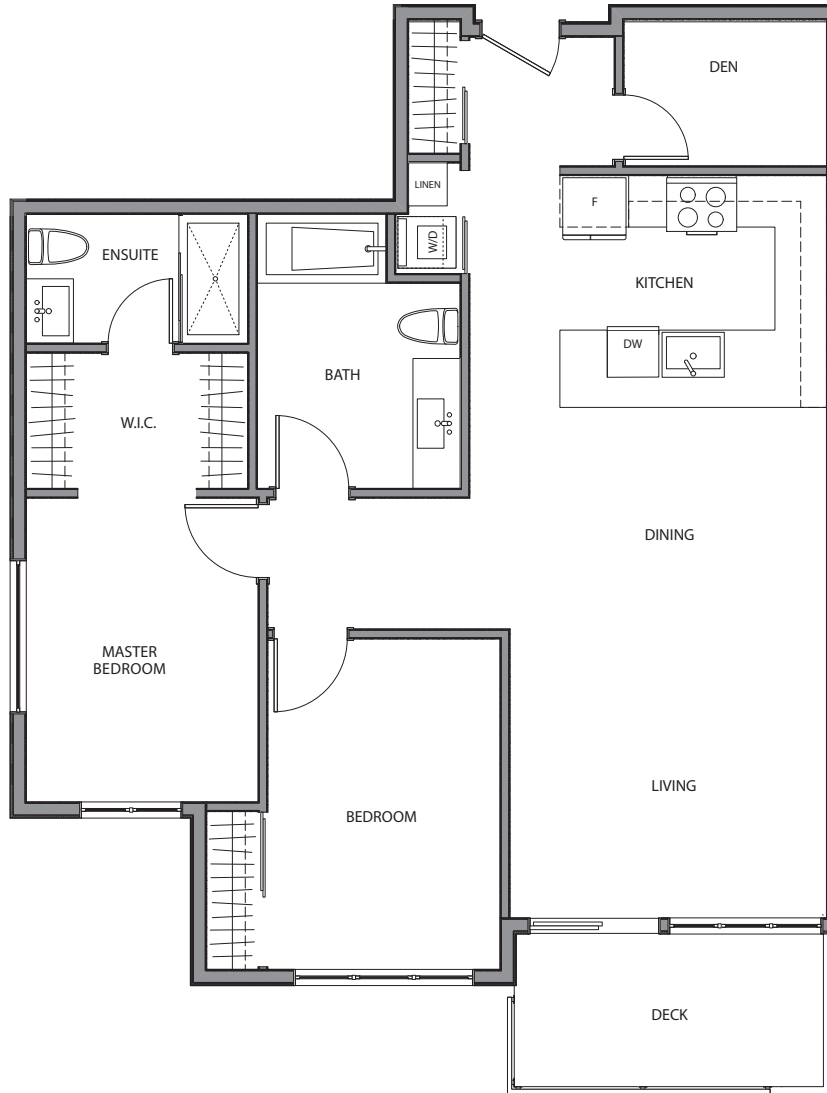 DEN
LINEN
F
W/D
ENSUITE
KITCHEN
DW
BATH
W.I.C.
DINING
MASTER
BEDROOM
LIVING
BEDROOM
DECK